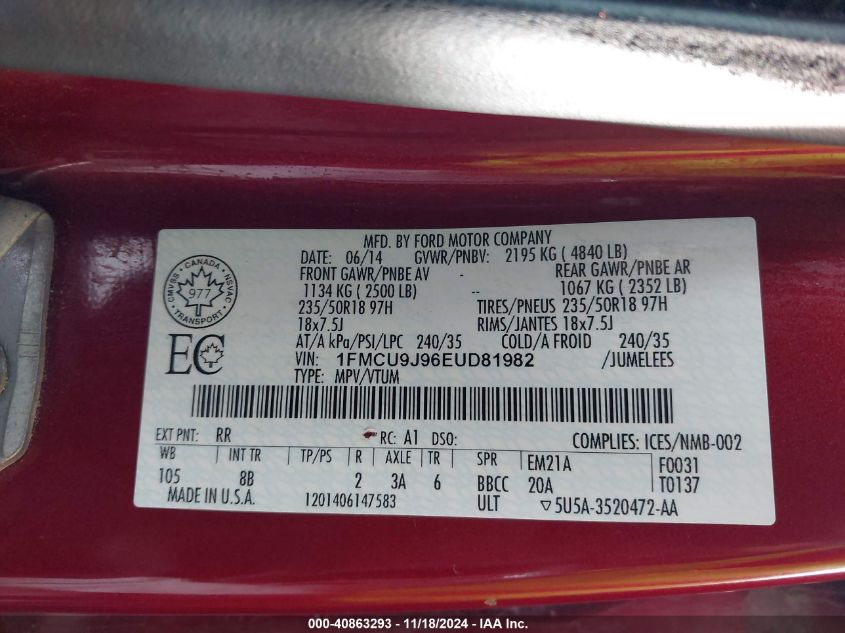 MFD. BY FORD MOTOR COMPANY
DATE: 06/14 GVWR/PNBV: 2195 KG ( 4840 LB)
FRONT GAWR/PNBE AV - REAR GAWR/PNBE AR
1134 KG ( 2500 LB) -- 1067 KG ( 2352 LB)
235/50R18 97H TIRES/PNEUS 235/50R18 97H
18x7.5J RIMS/JANTES 18x7.5J
AT/A kPa/PSI/LPC 240/35 COLD/A FROID 240/35
VIN: 1FMCU9J96EUD81982 /JUMELEES
TYPE: MPV/VTUM
CMVSS CANADA NSVAC
977
TRANSPORT
EC
EXT PNT: RR RC: A1 DSO: COMPLIES: ICES/NMB-002
WB INT TR TP/PS R AXLE TR SPR EM21A F0031
105 8B 2 3A 6 BBCC 20A T0137
MADE IN U.S.A. 1201406147583 ULT ▽5U5A-3520472-AA
000-40863293 - 11/18/2024 - IAAI.com